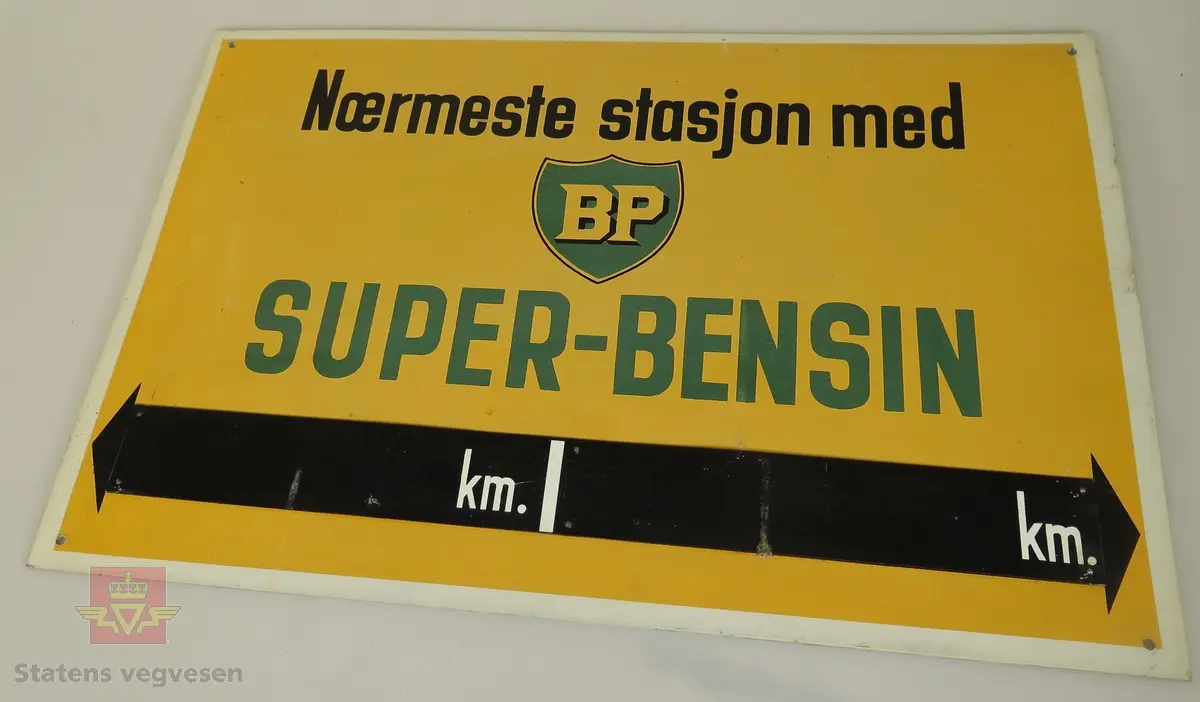 Nærmeste stasjon med
BP
SUPER-BENSIN
km. km.
Statens vegvesen